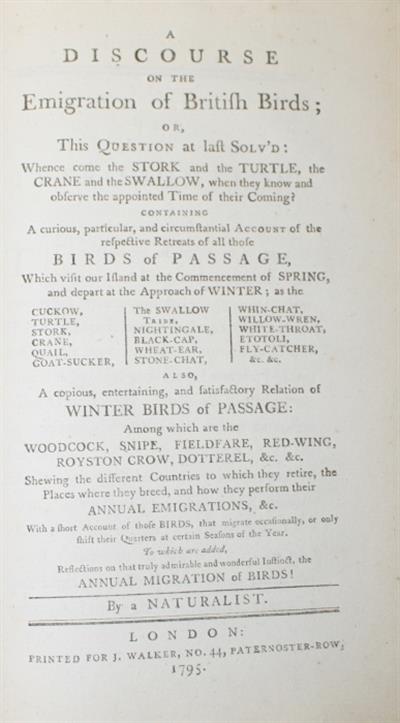 A
DISCOURSE
ON THE
Emigration of Britiſh Birds;
OR,
This QUESTION at laſt SOLV'D:
Whence come the STORK and the TURTLE, the
CRANE and the SWALLOW, when they know and
obſerve the appointed Time of their Coming?
CONTAINING
A curious, particular, and circumſtantial ACCOUNT of the
reſpective Retreats of all thoſe
BIRDS of PASSAGE,
Which viſit our Iſland at the Commencement of SPRING,
and depart at the Approach of WINTER; as the
CUCKOW, The SWALLOW WHIN-CHAT,
TURTLE, TRIBE, WILLOW-WREN,
STORK, NIGHTINGALE, WHITE-THROAT,
CRANE, BLACK-CAP, ETOTOLI,
QUAIL, WHEAT-EAR, FLY-CATCHER,
GOAT-SUCKER, STONE-CHAT, &c. &c.
ALSO,
A copious, entertaining, and ſatisfactory Relation of
WINTER BIRDS of PASSAGE:
Among which are the
WOODCOCK, SNIPE, FIELDFARE, RED-WING,
ROYSTON CROW, DOTTEREL, &c. &c.
Shewing the different Countries to which they retire, the
Places where they breed, and how they perform their
ANNUAL EMIGRATIONS, &c.
With a ſhort Account of thoſe BIRDS, that migrate occaſionally, or only
ſhift their Quarters at certain Seaſons of the Year.
To which are added,
Reflections on that truly admirable and wonderful Inſtinct, the
ANNUAL MIGRATION of BIRDS!
By a NATURALIST.
LONDON:
PRINTED FOR J. WALKER, NO. 44, PATERNOSTER-ROW;
1795.